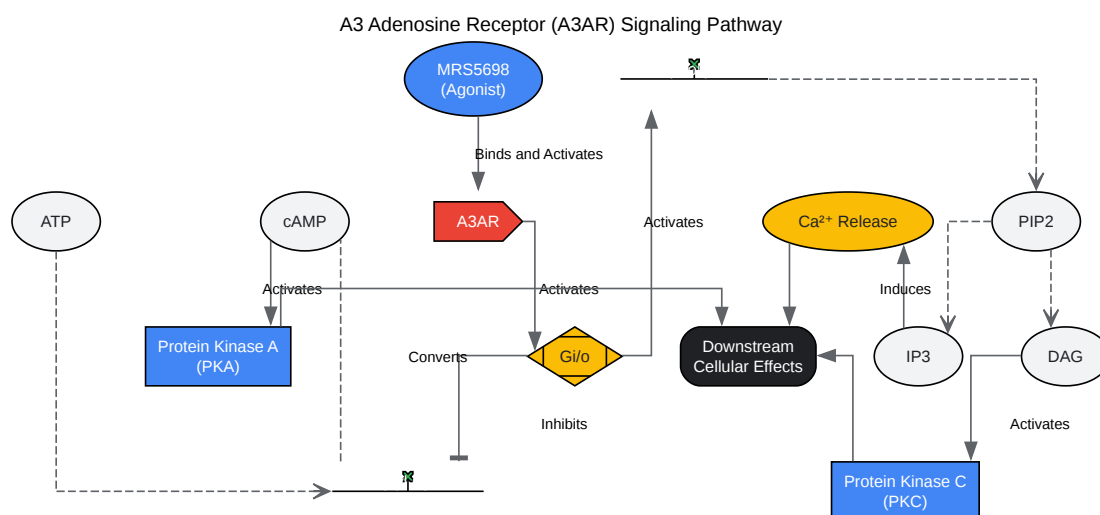 A3 Adenosine Receptor (A3AR) Signaling Pathway
MRS5698
(Agonist)
Binds and Activates
ATP
cAMP
A3AR
Activates
Ca²⁺ Release
PIP2
Activates
Activates
Induces
Protein Kinase A
(PKA)
Converts
Gi/o
Downstream
Cellular Effects
IP3
DAG
Inhibits
Activates
Protein Kinase C
(PKC)